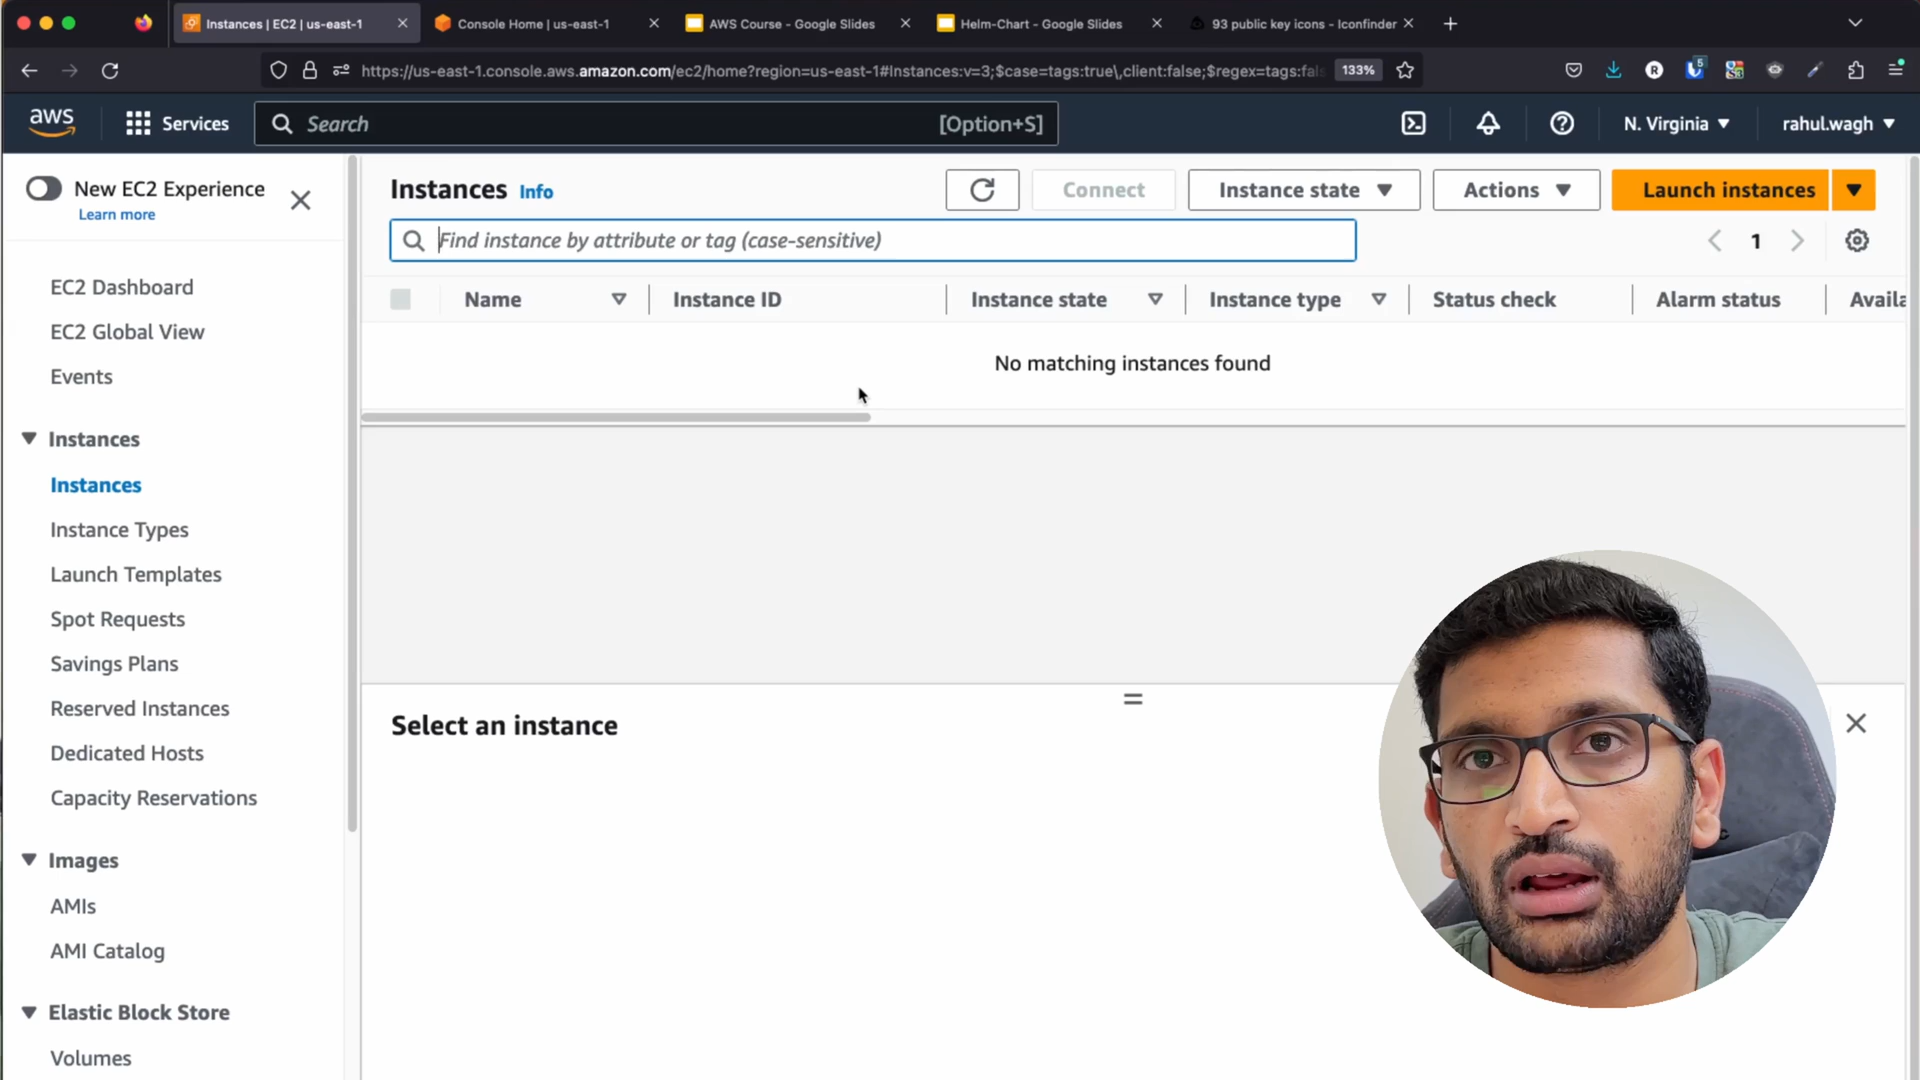 Instances | EC2 | us-east-1
Console Home | us-east-1
AWS Course - Google Slides
Helm-Chart - Google Slides
93 public key icons - Iconfinder
https://us-east-1.console.aws.amazon.com/ec2/home?region=us-east-1#Instances:v=3;$case=tags:true\,client:false;$regex=tags:fal
133%
R
5
aws
Services
Search
[Option+S]
N. Virginia
rahul.wagh
New EC2 Experience
Learn more
EC2 Dashboard
EC2 Global View
Events
Instances
Instances
Instance Types
Launch Templates
Spot Requests
Savings Plans
Reserved Instances
Dedicated Hosts
Capacity Reservations
Images
AMIs
AMI Catalog
Elastic Block Store
Volumes
Instances Info
Connect
Instance state
Actions
Launch instances
Find instance by attribute or tag (case-sensitive)
1
Name
Instance ID
Instance state
Instance type
Status check
Alarm status
Availa
No matching instances found
Select an instance